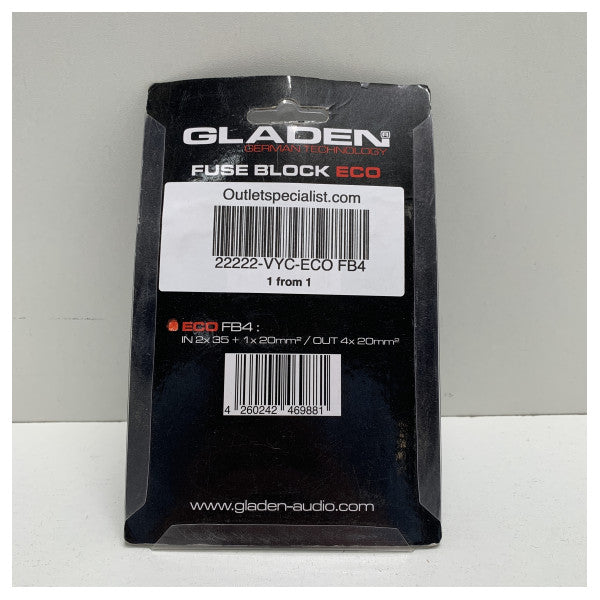 GLADEN®
GERMAN TECHNOLOGY
FUSE BLOCK ECO
Outletspecialist.com
22222-VYC-ECO FB4
1 from 1
ECO FB4 :
IN 2x 35 + 1x 20mm² / OUT 4x 20mm²
4 260242 469881
www.gladen-audio.com